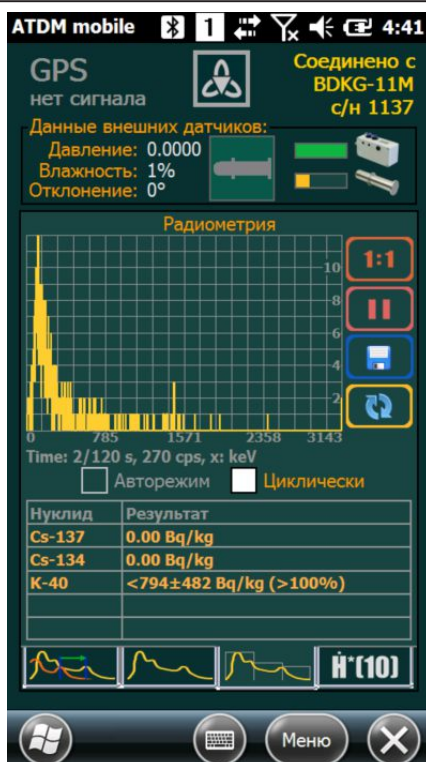 ATDM mobile 1 4:41
GPS
нет сигнала
Соединено с
BDKG-11M
с/н 1137
Данные внешних датчиков:
Давление: 0.0000
Влажность: 1%
Отклонение: 0°
Радиометрия
10
8
6
4
2
0 785 1571 2358 3143
1:1
Time: 2/120 s, 270 cps, x: keV
Авторежим Циклически
Нуклид Результат
Cs-137 0.00 Bq/kg
Cs-134 0.00 Bq/kg
K-40 <794±482 Bq/kg (>100%)
Ḣ*(10)
Меню